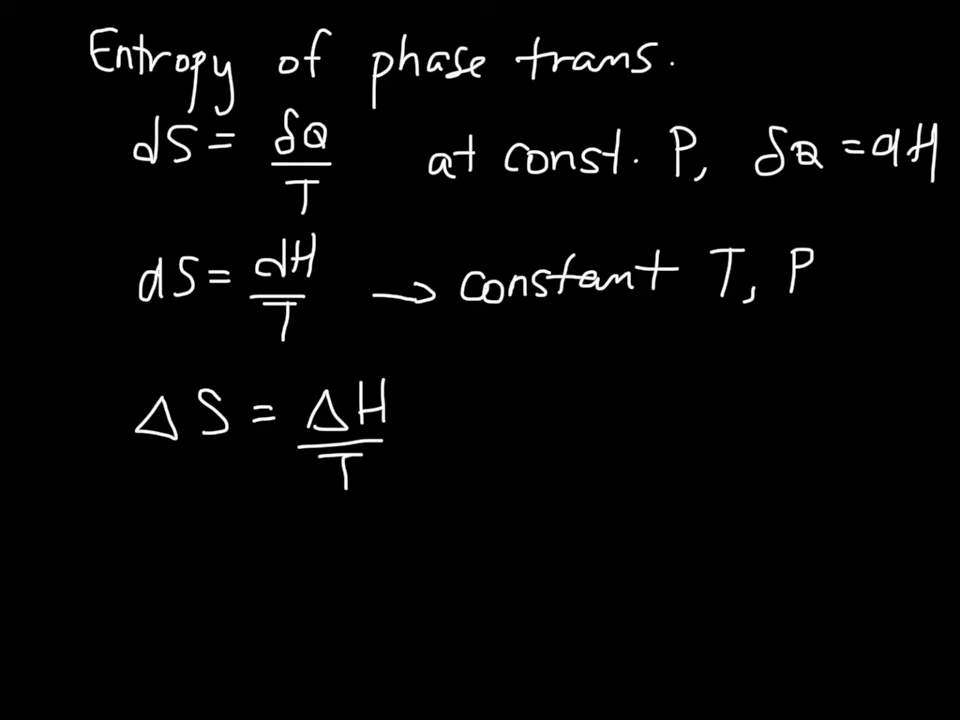 Entropy of phase trans.
dS = δQ/T at const. P, δQ = dH
dS = dH/T → constant T, P
ΔS = ΔH/T